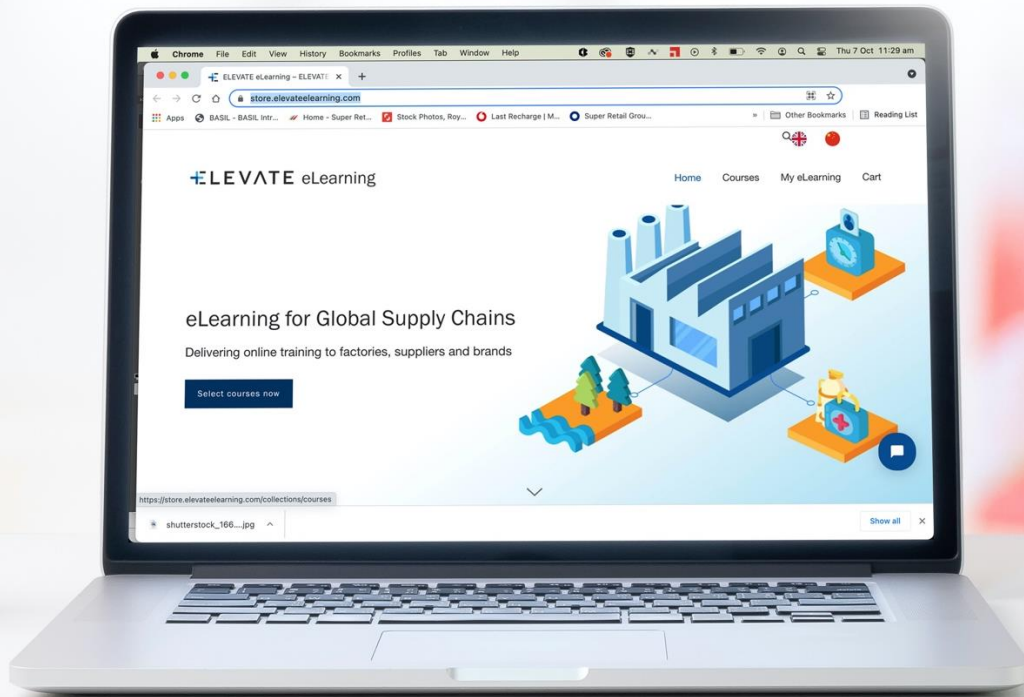 Chrome File Edit View History Bookmarks Profiles Tab Window Help Thu 7 Oct 11:29 am
ELEVATE eLearning – ELEVATE
store.elevateelearning.com
Apps BASIL - BASIL Intr... Home - Super Ret... Stock Photos, Roy... Last Recharge | M... Super Retail Grou... » Other Bookmarks Reading List
ELEVATE eLearning
Home Courses My eLearning Cart
eLearning for Global Supply Chains
Delivering online training to factories, suppliers and brands
Select courses now
https://store.elevateelearning.com/collections/courses
shutterstock_166....jpg
Show all